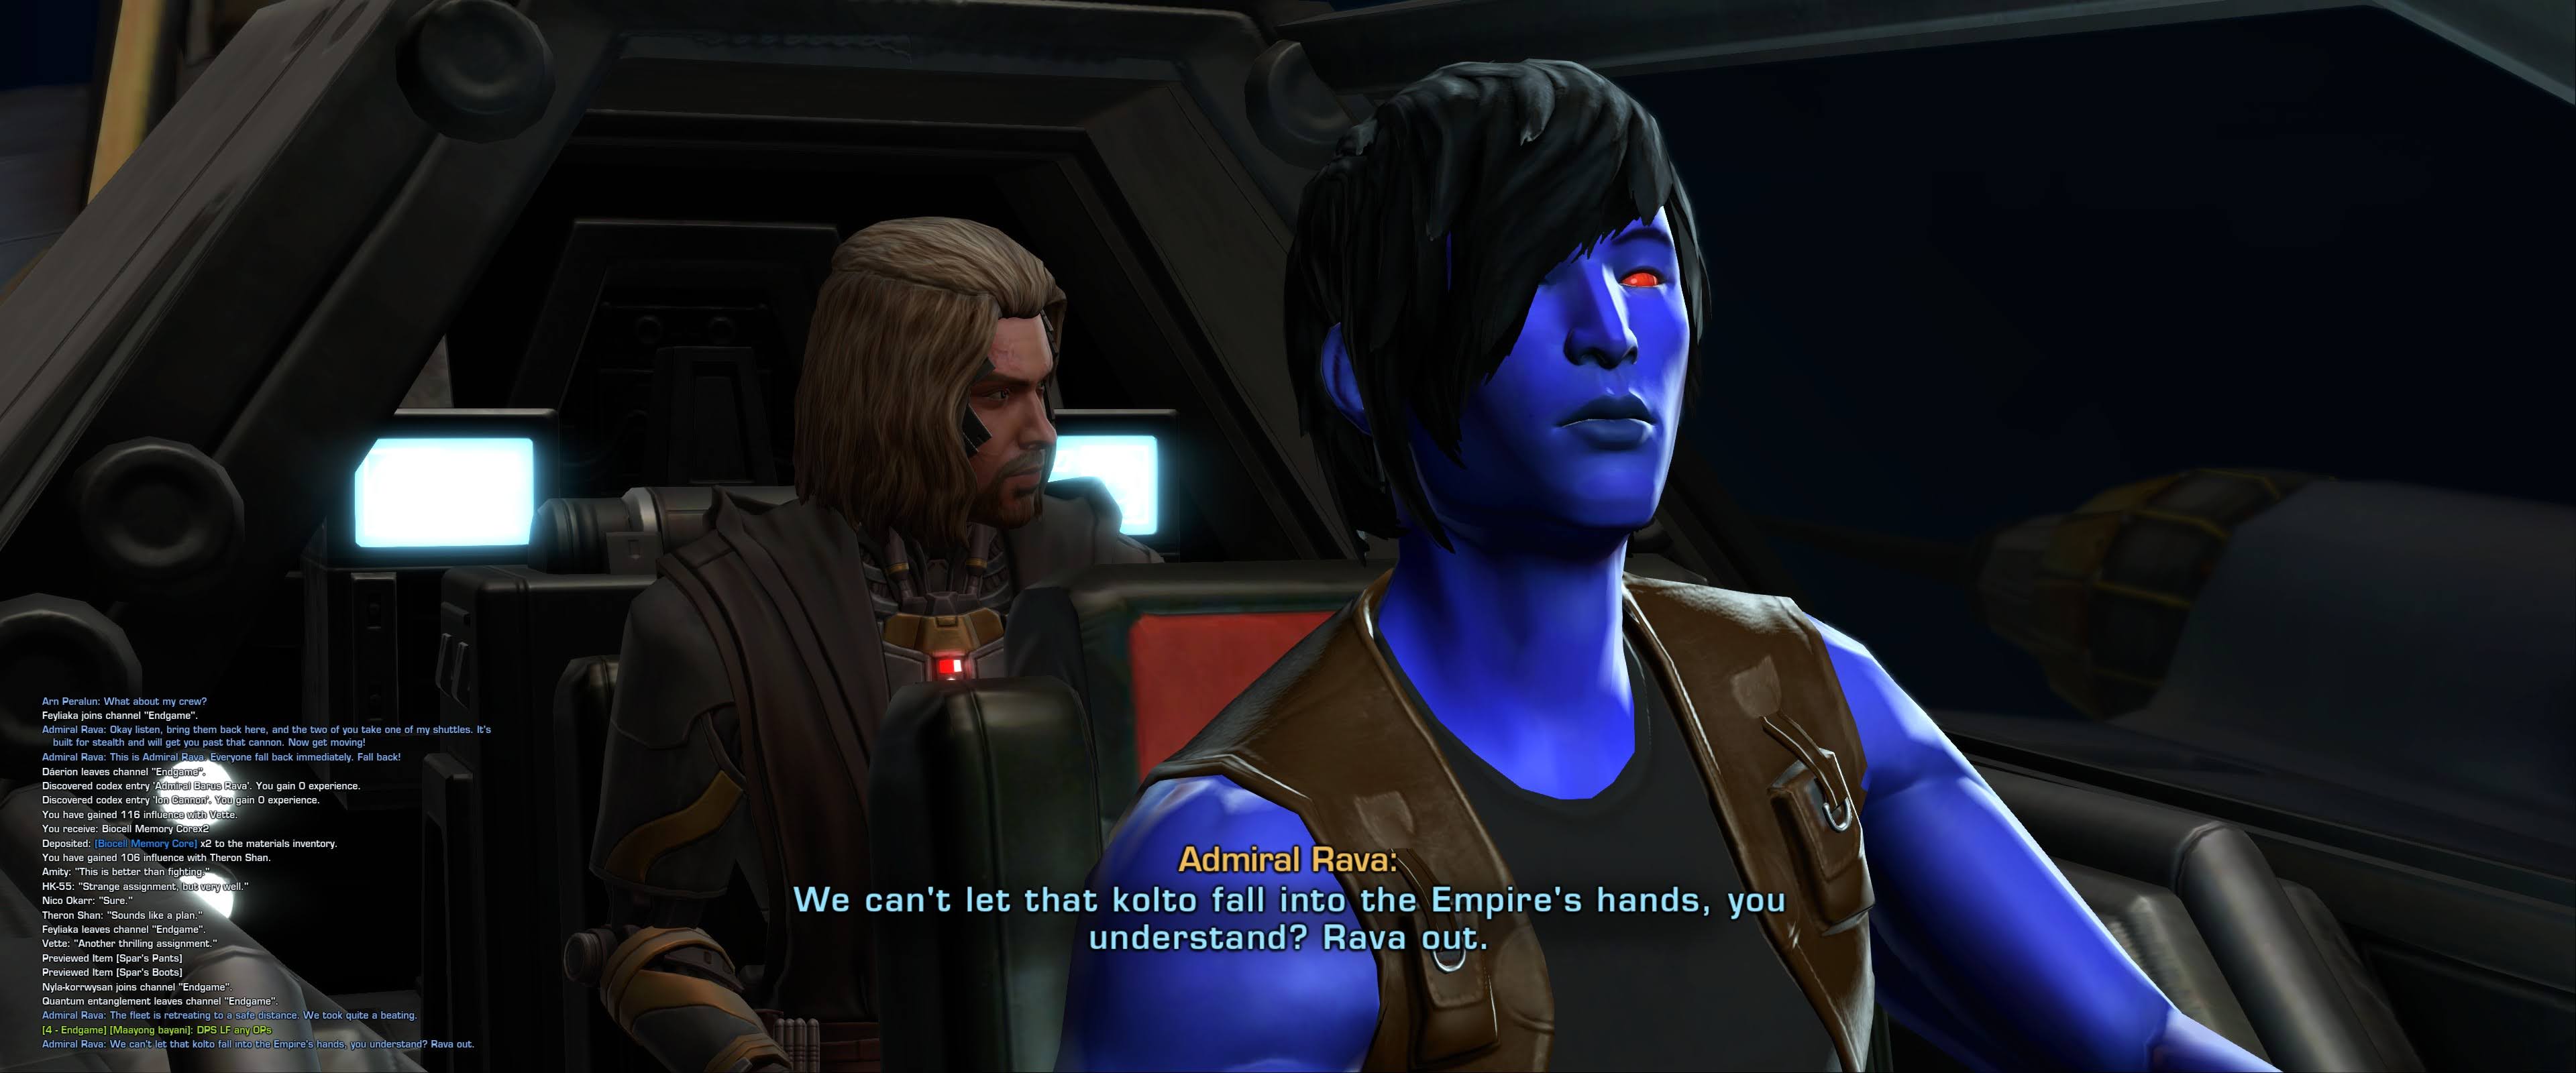 Arn Peralun: What about my crew?
Feyliaka joins channel "Endgame".
Admiral Rava: Okay listen, bring them back here, and the two of you take one of my shuttles. It's
built for stealth and will get you past that cannon. Now get moving!
Admiral Rava: This is Admiral Rava. Everyone fall back immediately. Fall back!
Dàerion leaves channel "Endgame".
Discovered codex entry 'Admiral Barus Rava'. You gain 0 experience.
Discovered codex entry 'Ion Cannon'. You gain 0 experience.
You have gained 116 influence with Vette.
You receive: Biocell Memory Corex2
Deposited: [Biocell Memory Core] x2 to the materials inventory.
You have gained 106 influence with Theron Shan.
Amity: "This is better than fighting."
HK-55: "Strange assignment, but very well."
Nico Okarr: "Sure."
Theron Shan: "Sounds like a plan."
Feyliaka leaves channel "Endgame".
Vette: "Another thrilling assignment."
Previewed Item [Spar's Pants]
Previewed Item [Spar's Boots]
Nyla-korrwysan joins channel "Endgame".
Quantum entanglement leaves channel "Endgame".
Admiral Rava: The fleet is retreating to a safe distance. We took quite a beating.
[4 - Endgame] [Maayong bayani]: DPS LF any OPs
Admiral Rava: We can't let that kolto fall into the Empire's hands, you understand? Rava out.
Admiral Rava:
We can't let that kolto fall into the Empire's hands, you
understand? Rava out.